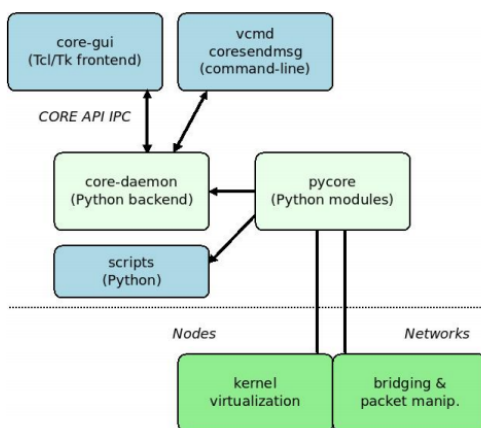 core-gui
(Tcl/Tk frontend)
vcmd
coresendmsg
(command-line)
CORE API IPC
core-daemon
(Python backend)
pycore
(Python modules)
scripts
(Python)
Nodes
Networks
kernel
virtualization
bridging &
packet manip.